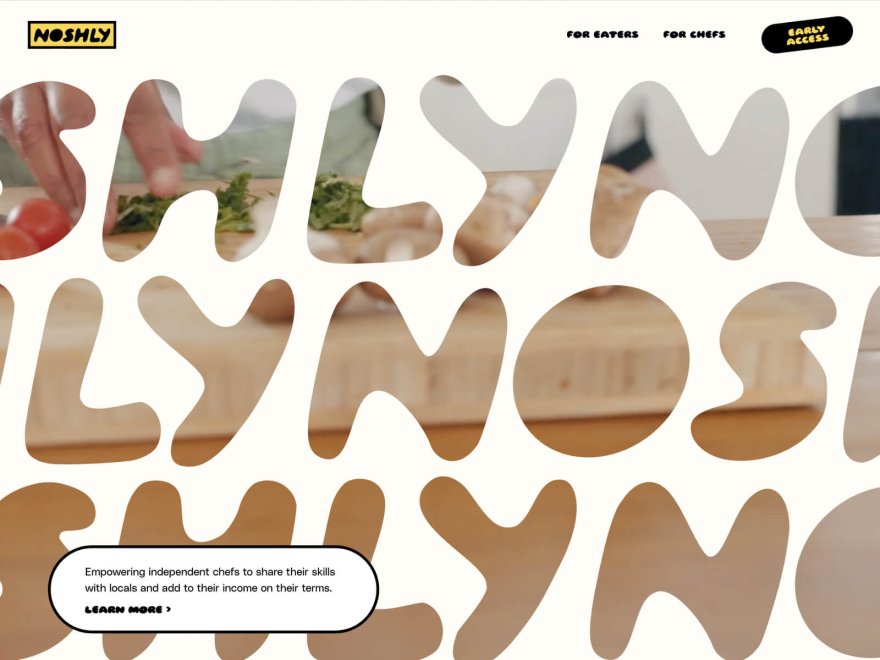 NOSHLY
FOR EATERS
FOR CHEFS
EARLY
ACCESS
SHLYNO
LYNOSH
SHLYNO
Empowering independent chefs to share their skills
with locals and add to their income on their terms.
LEARN MORE >